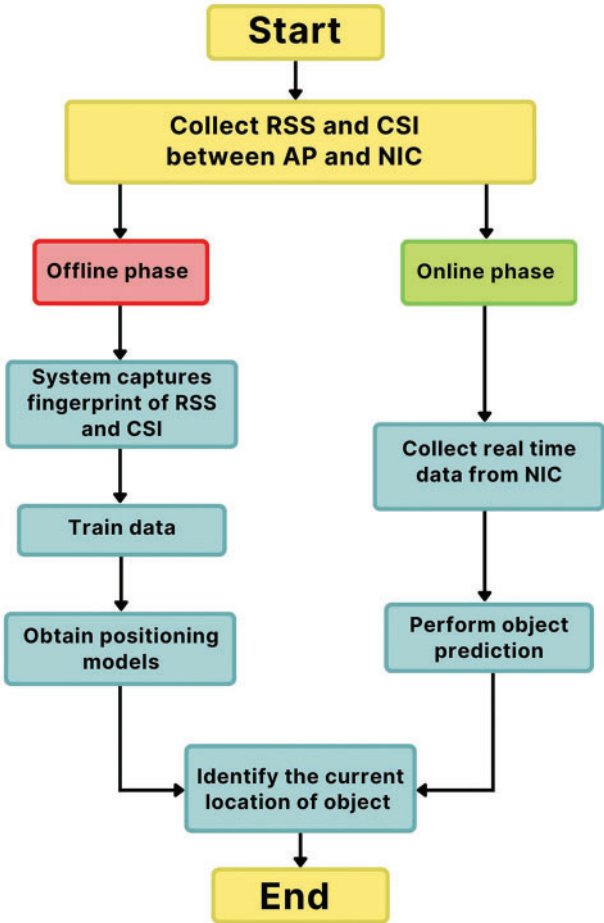 Start
Collect RSS and CSI
between AP and NIC
Offline phase
Online phase
System captures
fingerprint of RSS
and CSI
Collect real time
data from NIC
Train data
Obtain positioning
models
Perform object
prediction
Identify the current
location of object
End